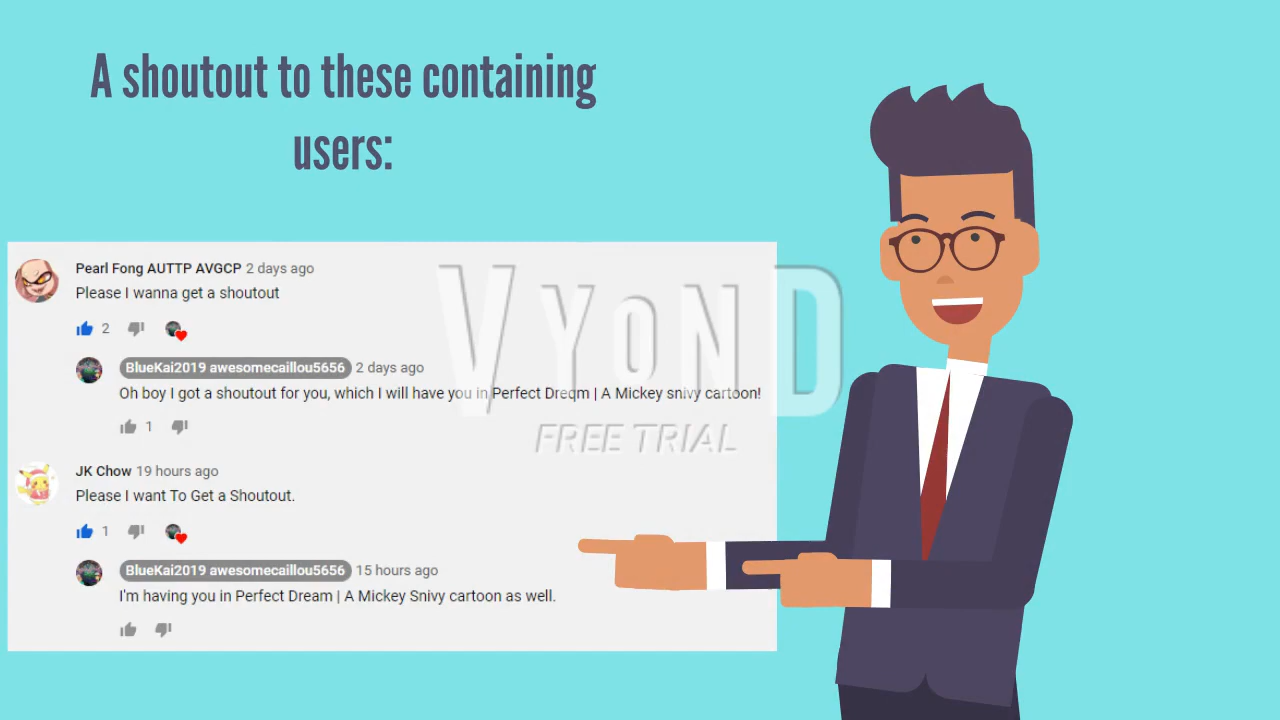 A shoutout to these containing
users:
Pearl Fong AUTTP AVGCP 2 days ago
Please I wanna get a shoutout
2
BlueKai2019 awesomecaillou5656 2 days ago
Oh boy I got a shoutout for you, which I will have you in Perfect Dream | A Mickey snivy cartoon!
1
JK Chow 19 hours ago
Please I want To Get a Shoutout.
1
BlueKai2019 awesomecaillou5656 15 hours ago
I'm having you in Perfect Dream | A Mickey Snivy cartoon as well.
VYOND
FREE TRIAL